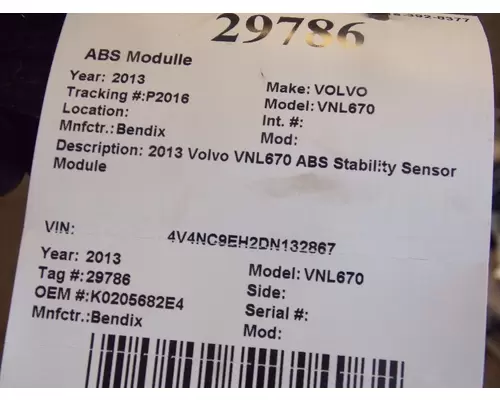 29786
ABS Modulle
Year: 2013
Make: VOLVO
Tracking #:P2016
Model: VNL670
Location:
Int. #:
Mnfctr.:Bendix
Mod:
Description: 2013 Volvo VNL670 ABS Stability Sensor
Module
VIN: 4V4NC9EH2DN132867
Year: 2013
Model: VNL670
Tag #:29786
Side:
OEM #:K0205682E4
Serial #:
Mnfctr.:Bendix
Mod: